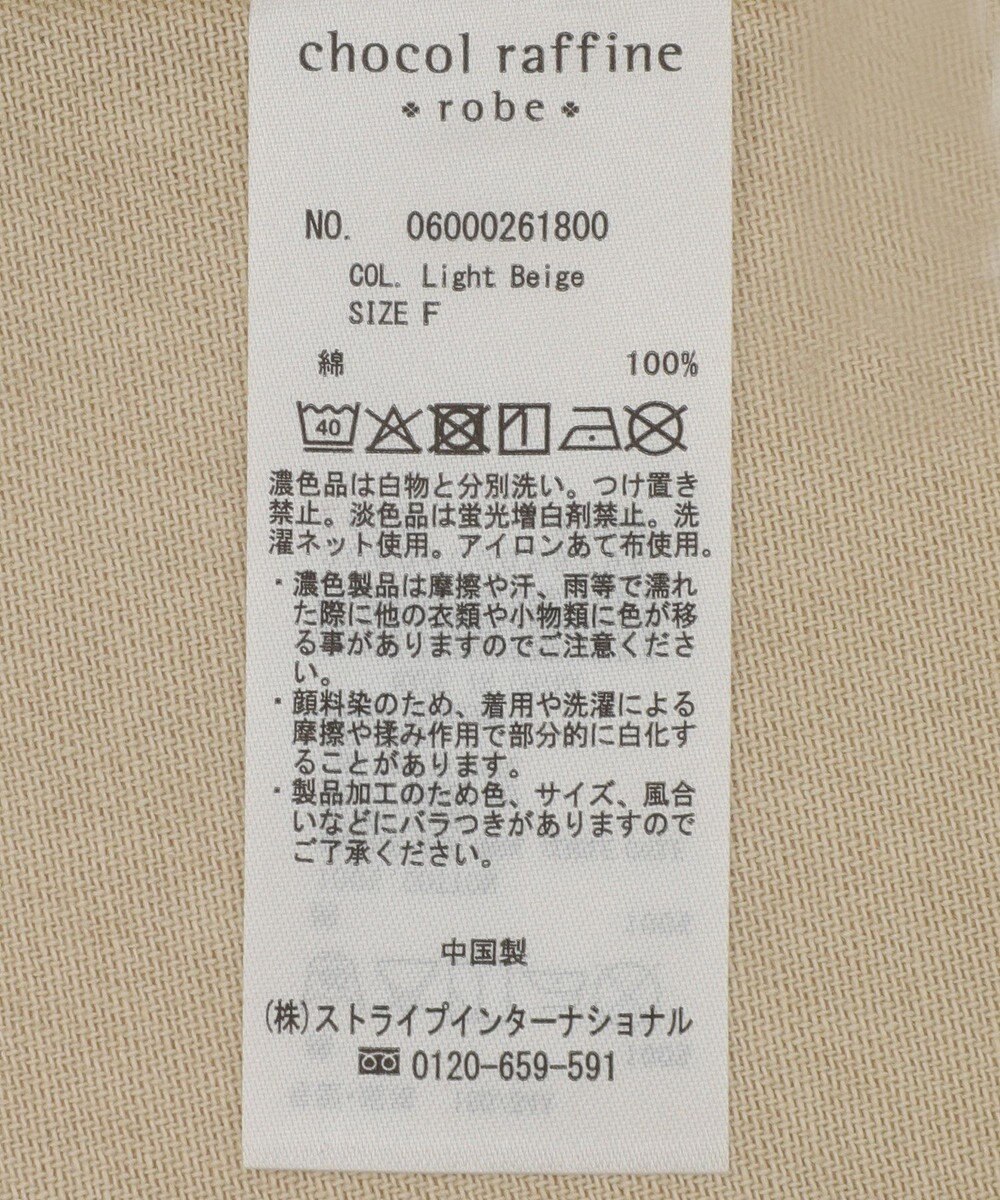 chocol raffine
robe
NO. 06000261800
COL. Light Beige
SIZE F
綿 100%
40
濃色品は白物と分別洗い。つけ置き
禁止。淡色品は蛍光増白剤禁止。洗
濯ネット使用。アイロンあて布使用。
・濃色製品は摩擦や汗、雨等で濡れ
た際に他の衣類や小物類に色が移
る事がありますのでご注意くださ
い。
・顔料染のため、着用や洗濯による
摩擦や揉み作用で部分的に白化す
ることがあります。
・製品加工のため色、サイズ、風合
いなどにバラつきがありますので
ご了承ください。
中国製
(株)ストライプインターナショナル
0120-659-591